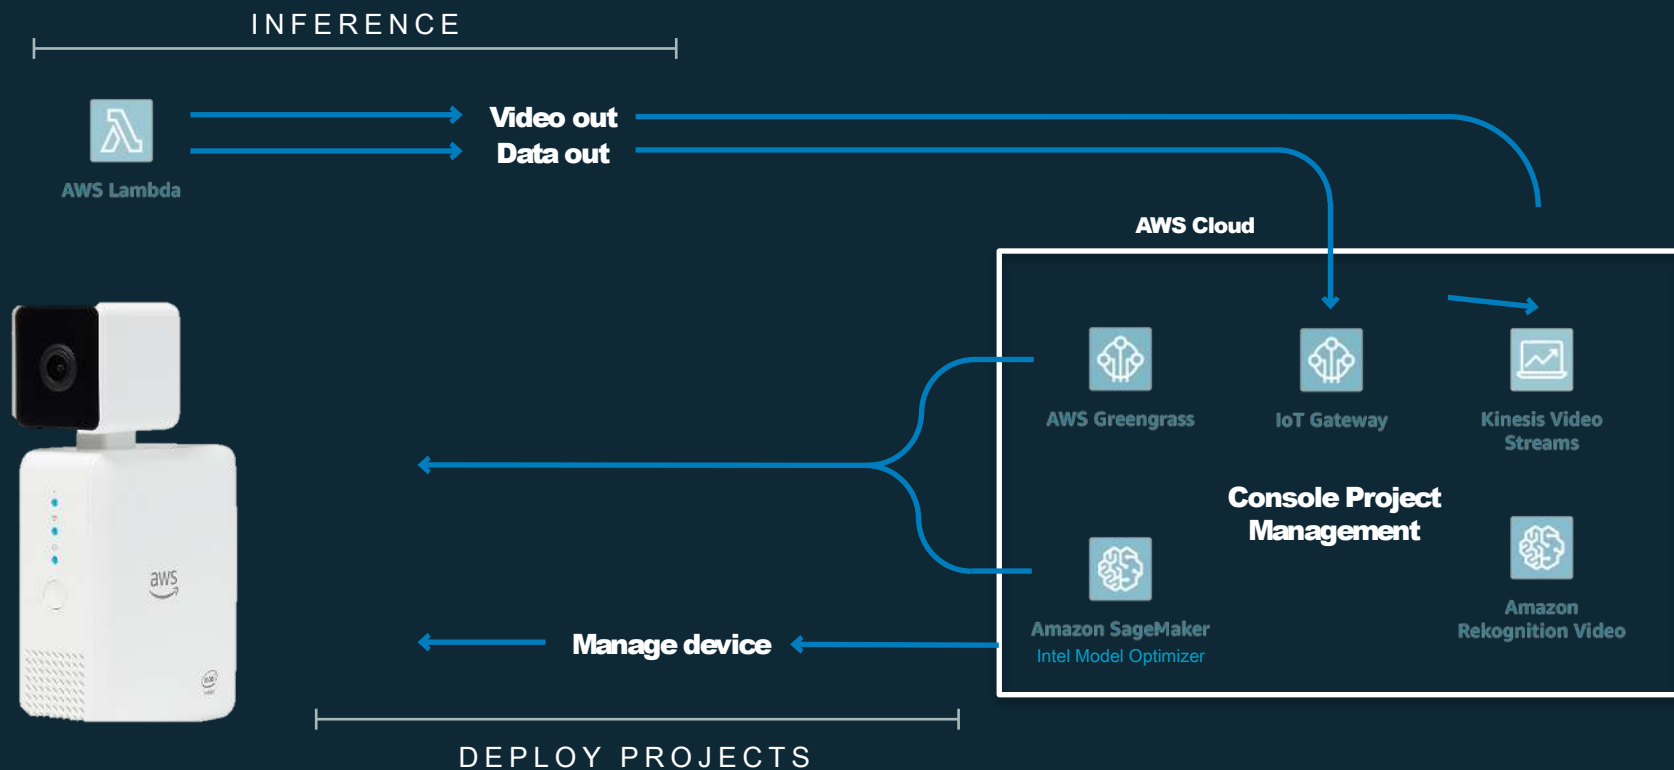 INFERENCE
Video out
Data out
AWS Lambda
AWS Cloud
AWS Greengrass
IoT Gateway
Kinesis Video
Streams
Console Project
Management
aws
Amazon SageMaker
Intel Model Optimizer
Amazon
Rekognition Video
Manage device
DEPLOY PROJECTS